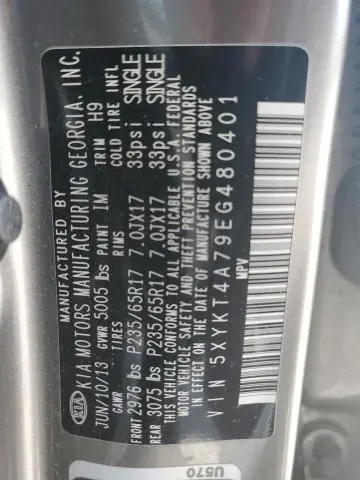 MANUFACTURED BY
KIA KIA MOTORS MANUFACTURING GEORGIA, INC.
JUN/10/13 GVWR 5005 lbs PAINT 1M TRIM H9
GAWR TIRES RIMS COLD TIRE INFL
FRONT 2976 lbs P235/65R17 7.0JX17 33psi SINGLE
REAR 3075 lbs P235/65R17 7.0JX17 33psi SINGLE
THIS VEHICLE CONFORMS TO ALL APPLICABLE U.S.A. FEDERAL
MOTOR VEHICLE SAFETY AND THEFT PREVENTION STANDARDS
IN EFFECT ON THE DATE OF MANUFACTURE SHOWN ABOVE.
VIN 5XYKT4A79EG480401
MPV
U570